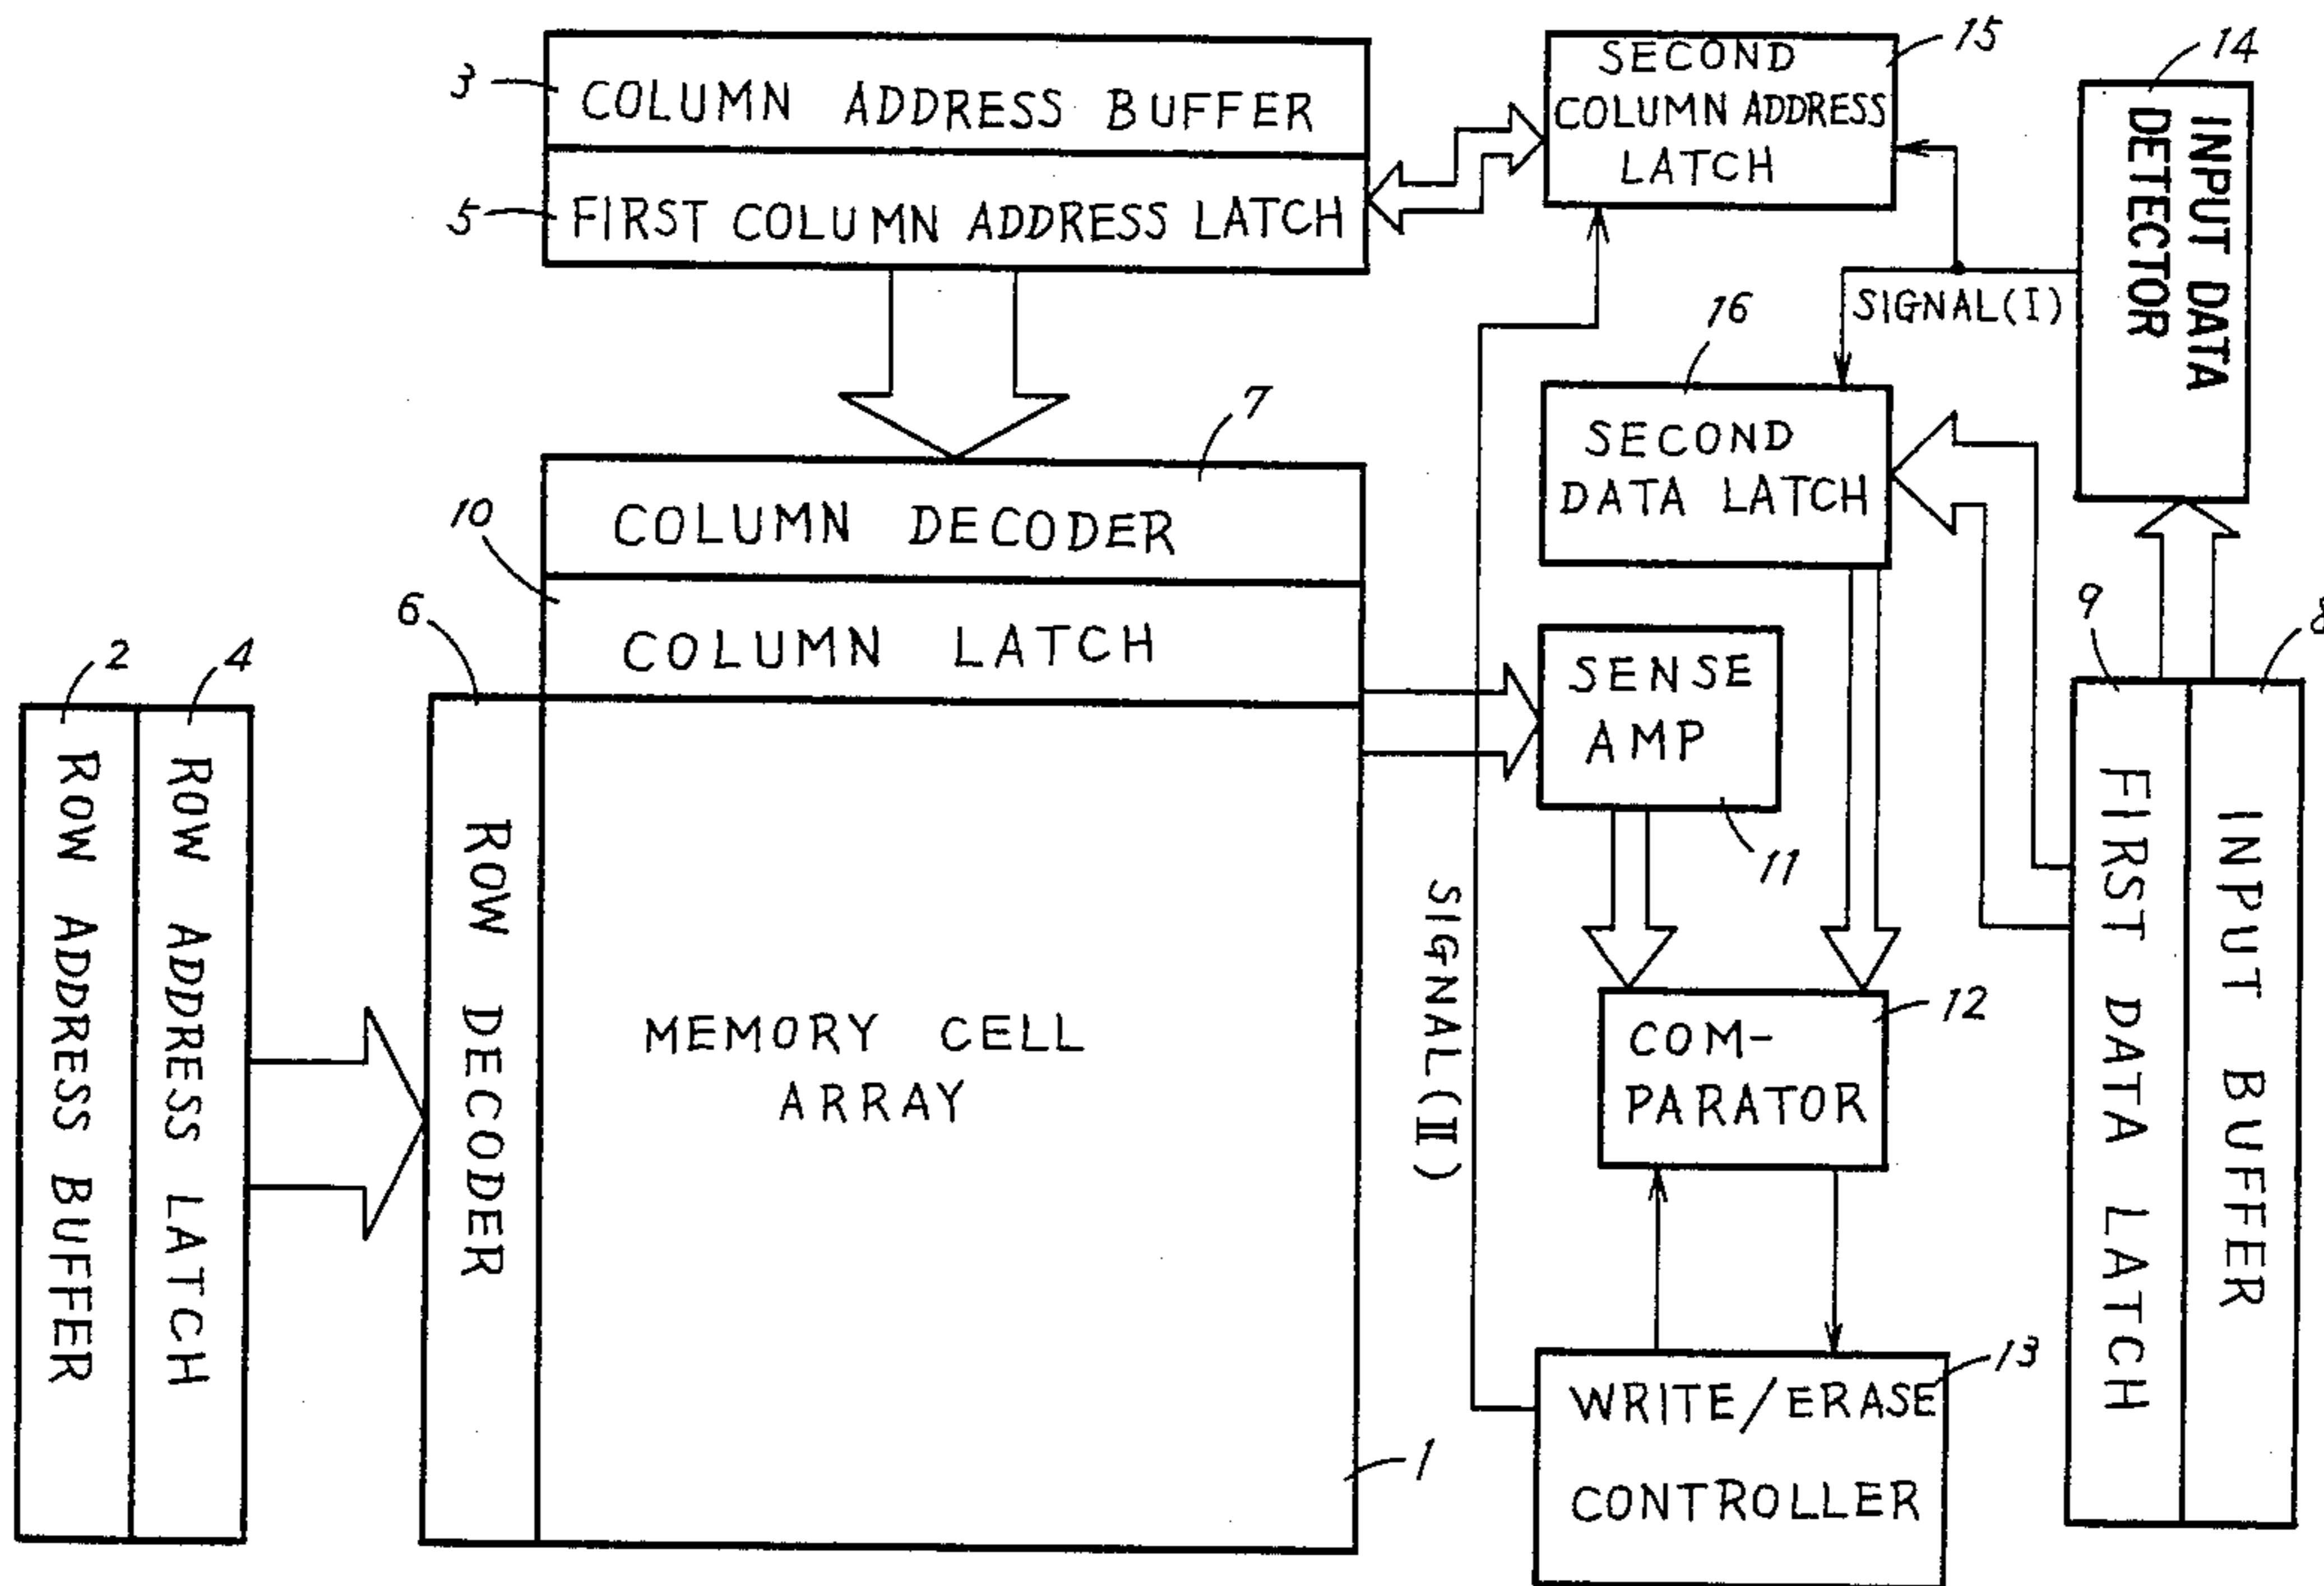 3
COLUMN ADDRESS BUFFER
5
FIRST COLUMN ADDRESS LATCH
15
SECOND
COLUMN ADDRESS
LATCH
14
INPUT DATA
DETECTOR
SIGNAL(I)
16
SECOND
DATA LATCH
7
COLUMN DECODER
10
COLUMN LATCH
6
ROW DECODER
2
ROW ADDRESS BUFFER
4
ROW ADDRESS LATCH
MEMORY CELL
ARRAY
1
SENSE
AMP
11
SIGNAL(II)
COM-
PARATOR
12
WRITE/ERASE
CONTROLLER
13
9
FIRST DATA LATCH
8
INPUT BUFFER